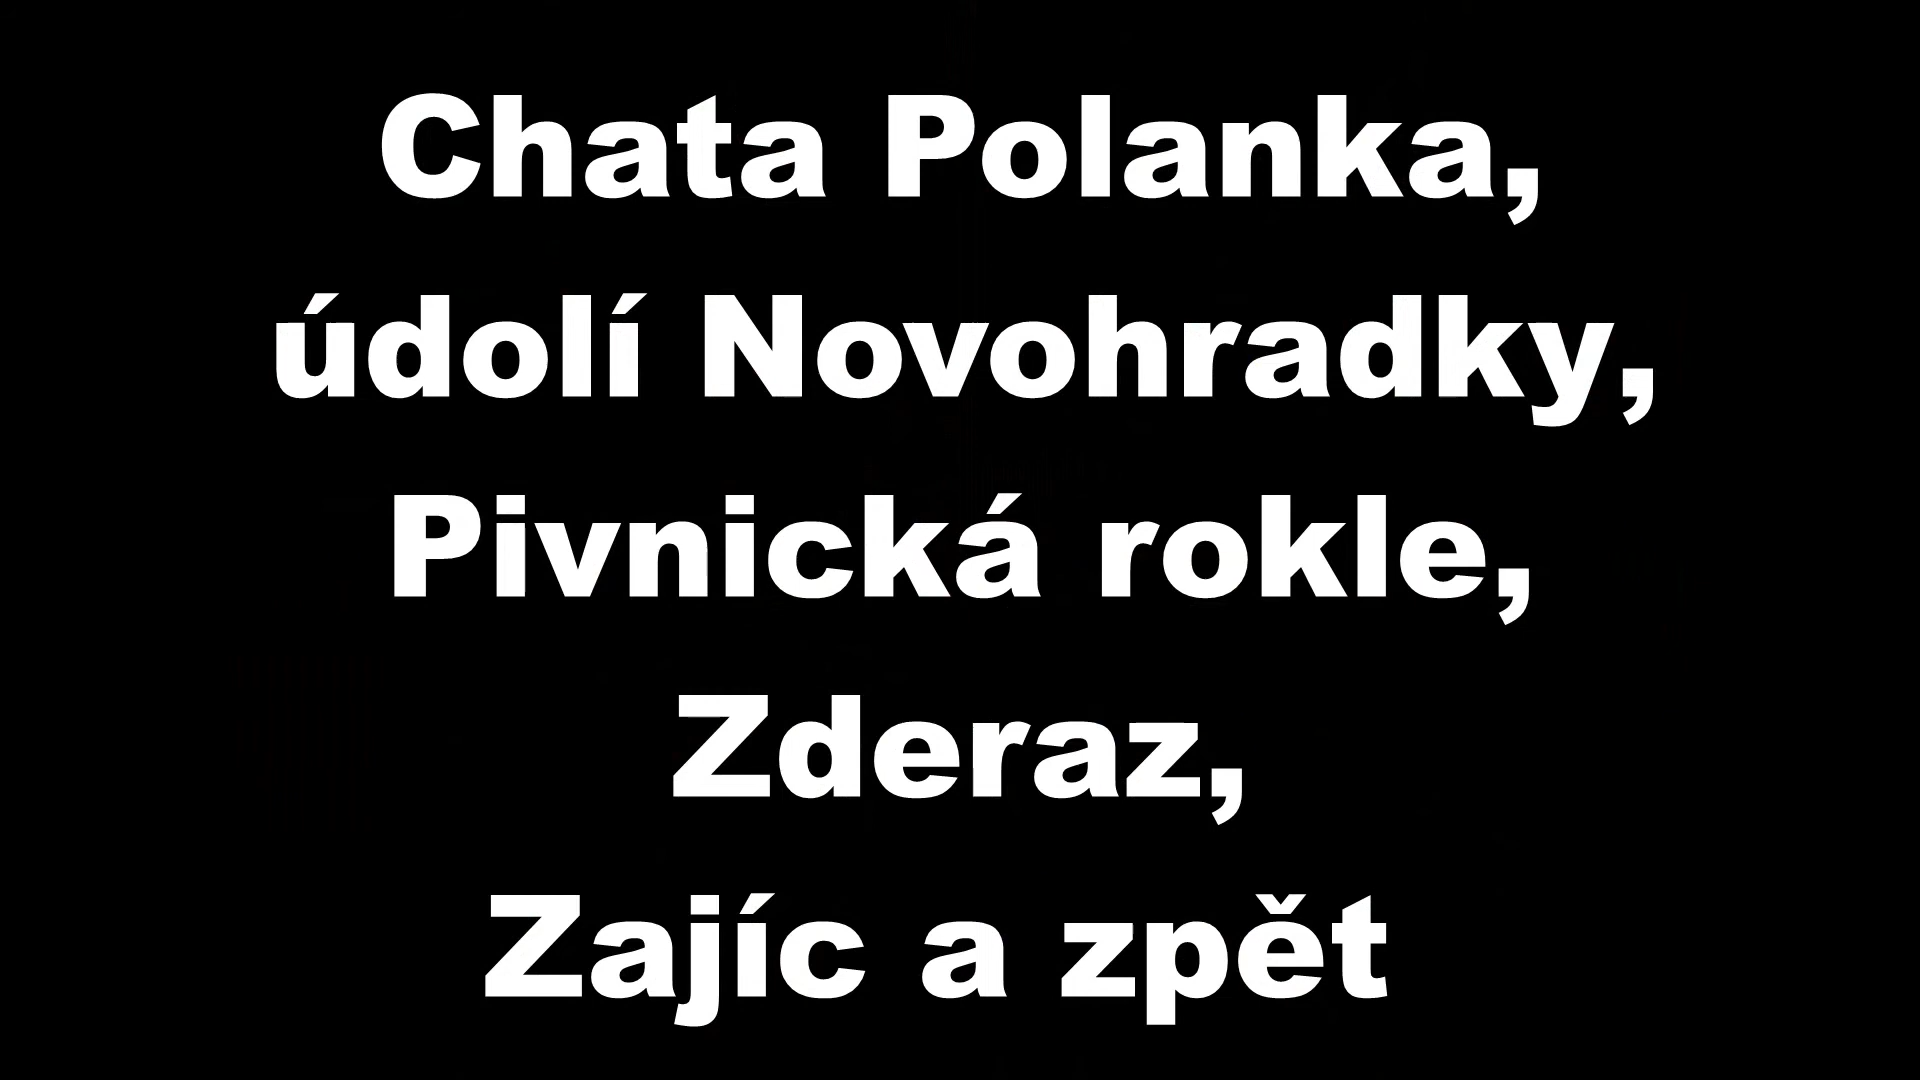 Chata Polanka,
údolí Novohradky,
Pivnická rokle,
Zderaz,
Zajíc a zpět